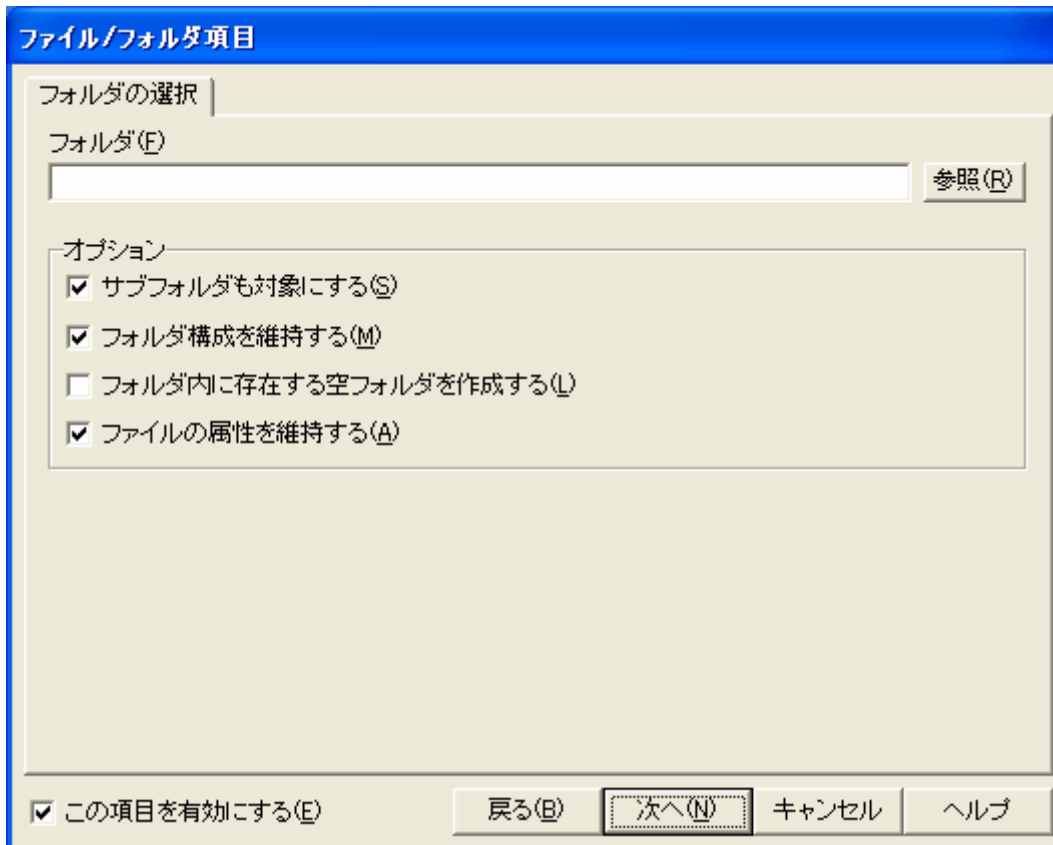 ファイル/フォルダ項目
フォルダの選択
フォルダ(F)
参照(R)
オプション
サブフォルダも対象にする(S)
フォルダ構成を維持する(M)
フォルダ内に存在する空フォルダを作成する(L)
ファイルの属性を維持する(A)
この項目を有効にする(E) 戻る(B) 次へ(N) キャンセル ヘルプ